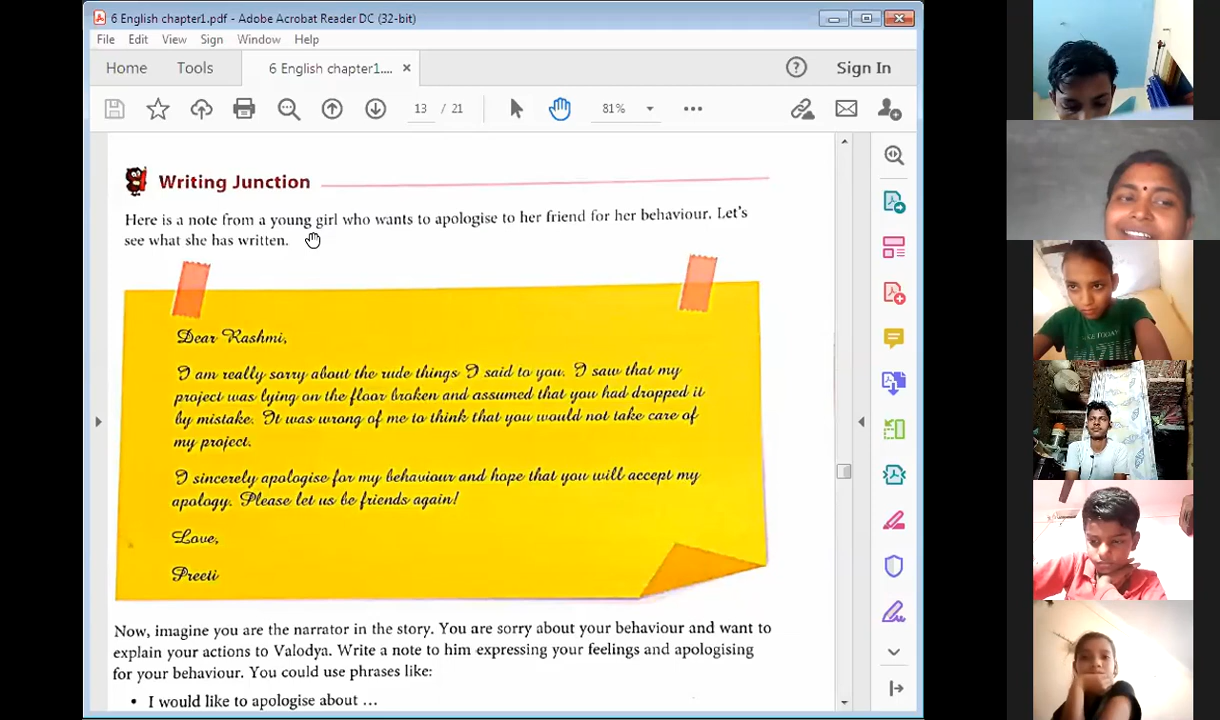 6 English chapter1.pdf - Adobe Acrobat Reader DC (32-bit)
File Edit View Sign Window Help
Home Tools 6 English chapter1.... × Sign In
13 / 21 81%
Writing Junction
Here is a note from a young girl who wants to apologise to her friend for her behaviour. Let's
see what she has written.
Dear Rashmi,
I am really sorry about the rude things I said to you. I saw that my
project was lying on the floor broken and assumed that you had dropped it
by mistake. It was wrong of me to think that you would not take care of
my project.
I sincerely apologise for my behaviour and hope that you will accept my
apology. Please let us be friends again!
Love,
Preeti
Now, imagine you are the narrator in the story. You are sorry about your behaviour and want to
explain your actions to Valodya. Write a note to him expressing your feelings and apologising
for your behaviour. You could use phrases like:
• I would like to apologise about ...